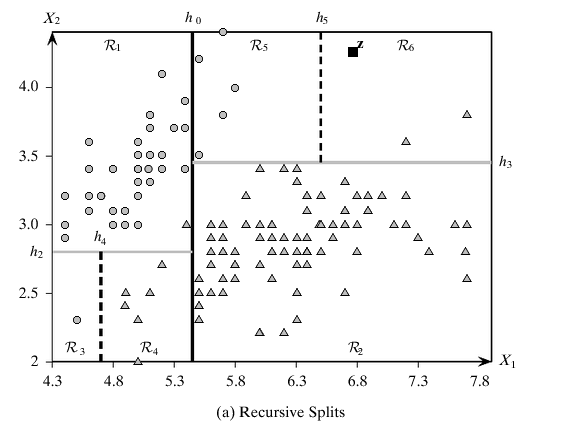 X2 h0 h5
R1 R5 z R6
4.0
3.5 h3
3.0
h2 h4
2.5
R3 R4 R2
2 X1
4.3 4.8 5.3 5.8 6.3 6.8 7.3 7.8
(a) Recursive Splits